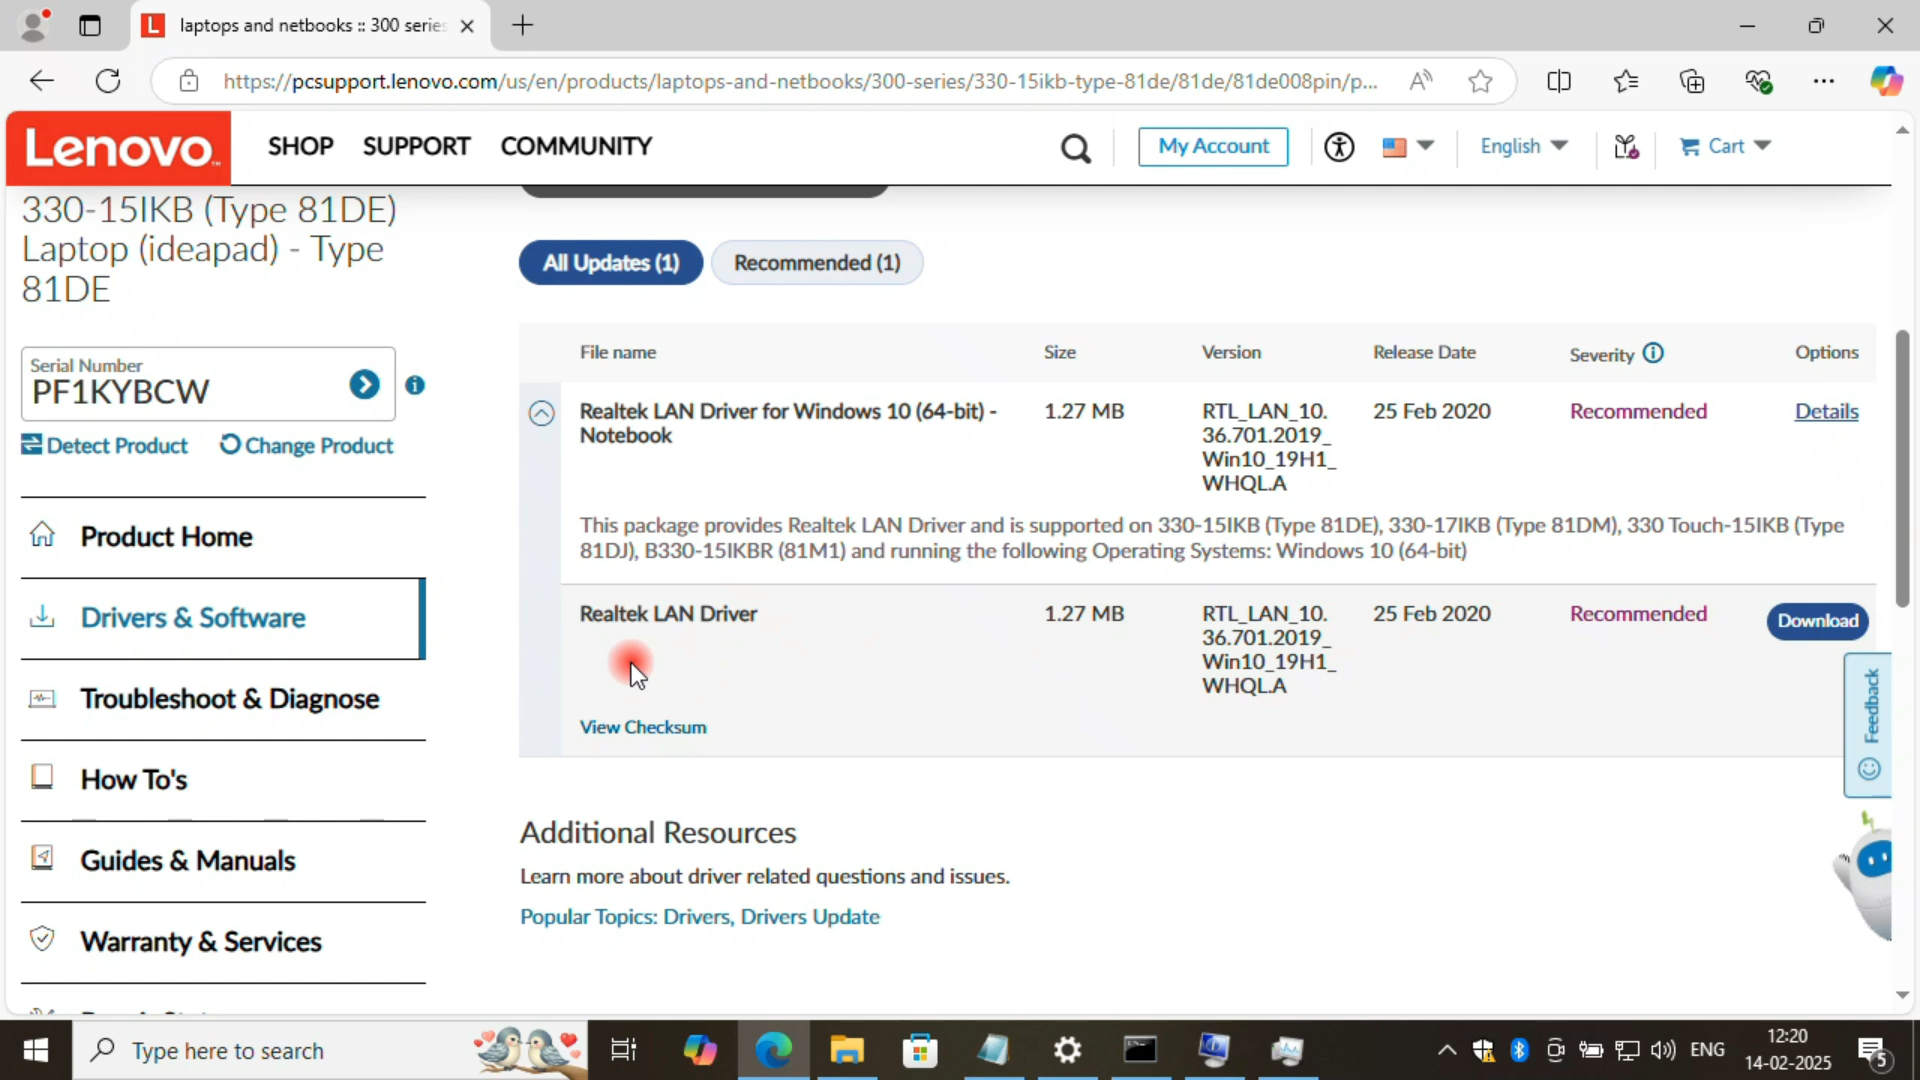 laptops and netbooks :: 300 serie
https://pcsupport.lenovo.com/us/en/products/laptops-and-netbooks/300-series/330-15ikb-type-81de/81de/81de008pin/p...
Lenovo
SHOP SUPPORT COMMUNITY
My Account
English
Cart
330-15IKB (Type 81DE)
Laptop (ideapad) - Type
81DE
Serial Number
PF1KYBCW
Detect Product
Change Product
Product Home
Drivers & Software
Troubleshoot & Diagnose
How To's
Guides & Manuals
Warranty & Services
All Updates (1)
Recommended (1)
File name Size Version Release Date Severity Options
Realtek LAN Driver for Windows 10 (64-bit) - 1.27 MB RTL_LAN_10. 25 Feb 2020 Recommended Details
Notebook 36.701.2019_
Win10_19H1_
WHQL.A
This package provides Realtek LAN Driver and is supported on 330-15IKB (Type 81DE), 330-17IKB (Type 81DM), 330 Touch-15IKB (Type
81DJ), B330-15IKBR (81M1) and running the following Operating Systems: Windows 10 (64-bit)
Realtek LAN Driver 1.27 MB RTL_LAN_10. 25 Feb 2020 Recommended Download
36.701.2019_
Win10_19H1_
WHQL.A
View Checksum
Feedback
Additional Resources
Learn more about driver related questions and issues.
Popular Topics: Drivers, Drivers Update
Type here to search
ENG
12:20
14-02-2025
5